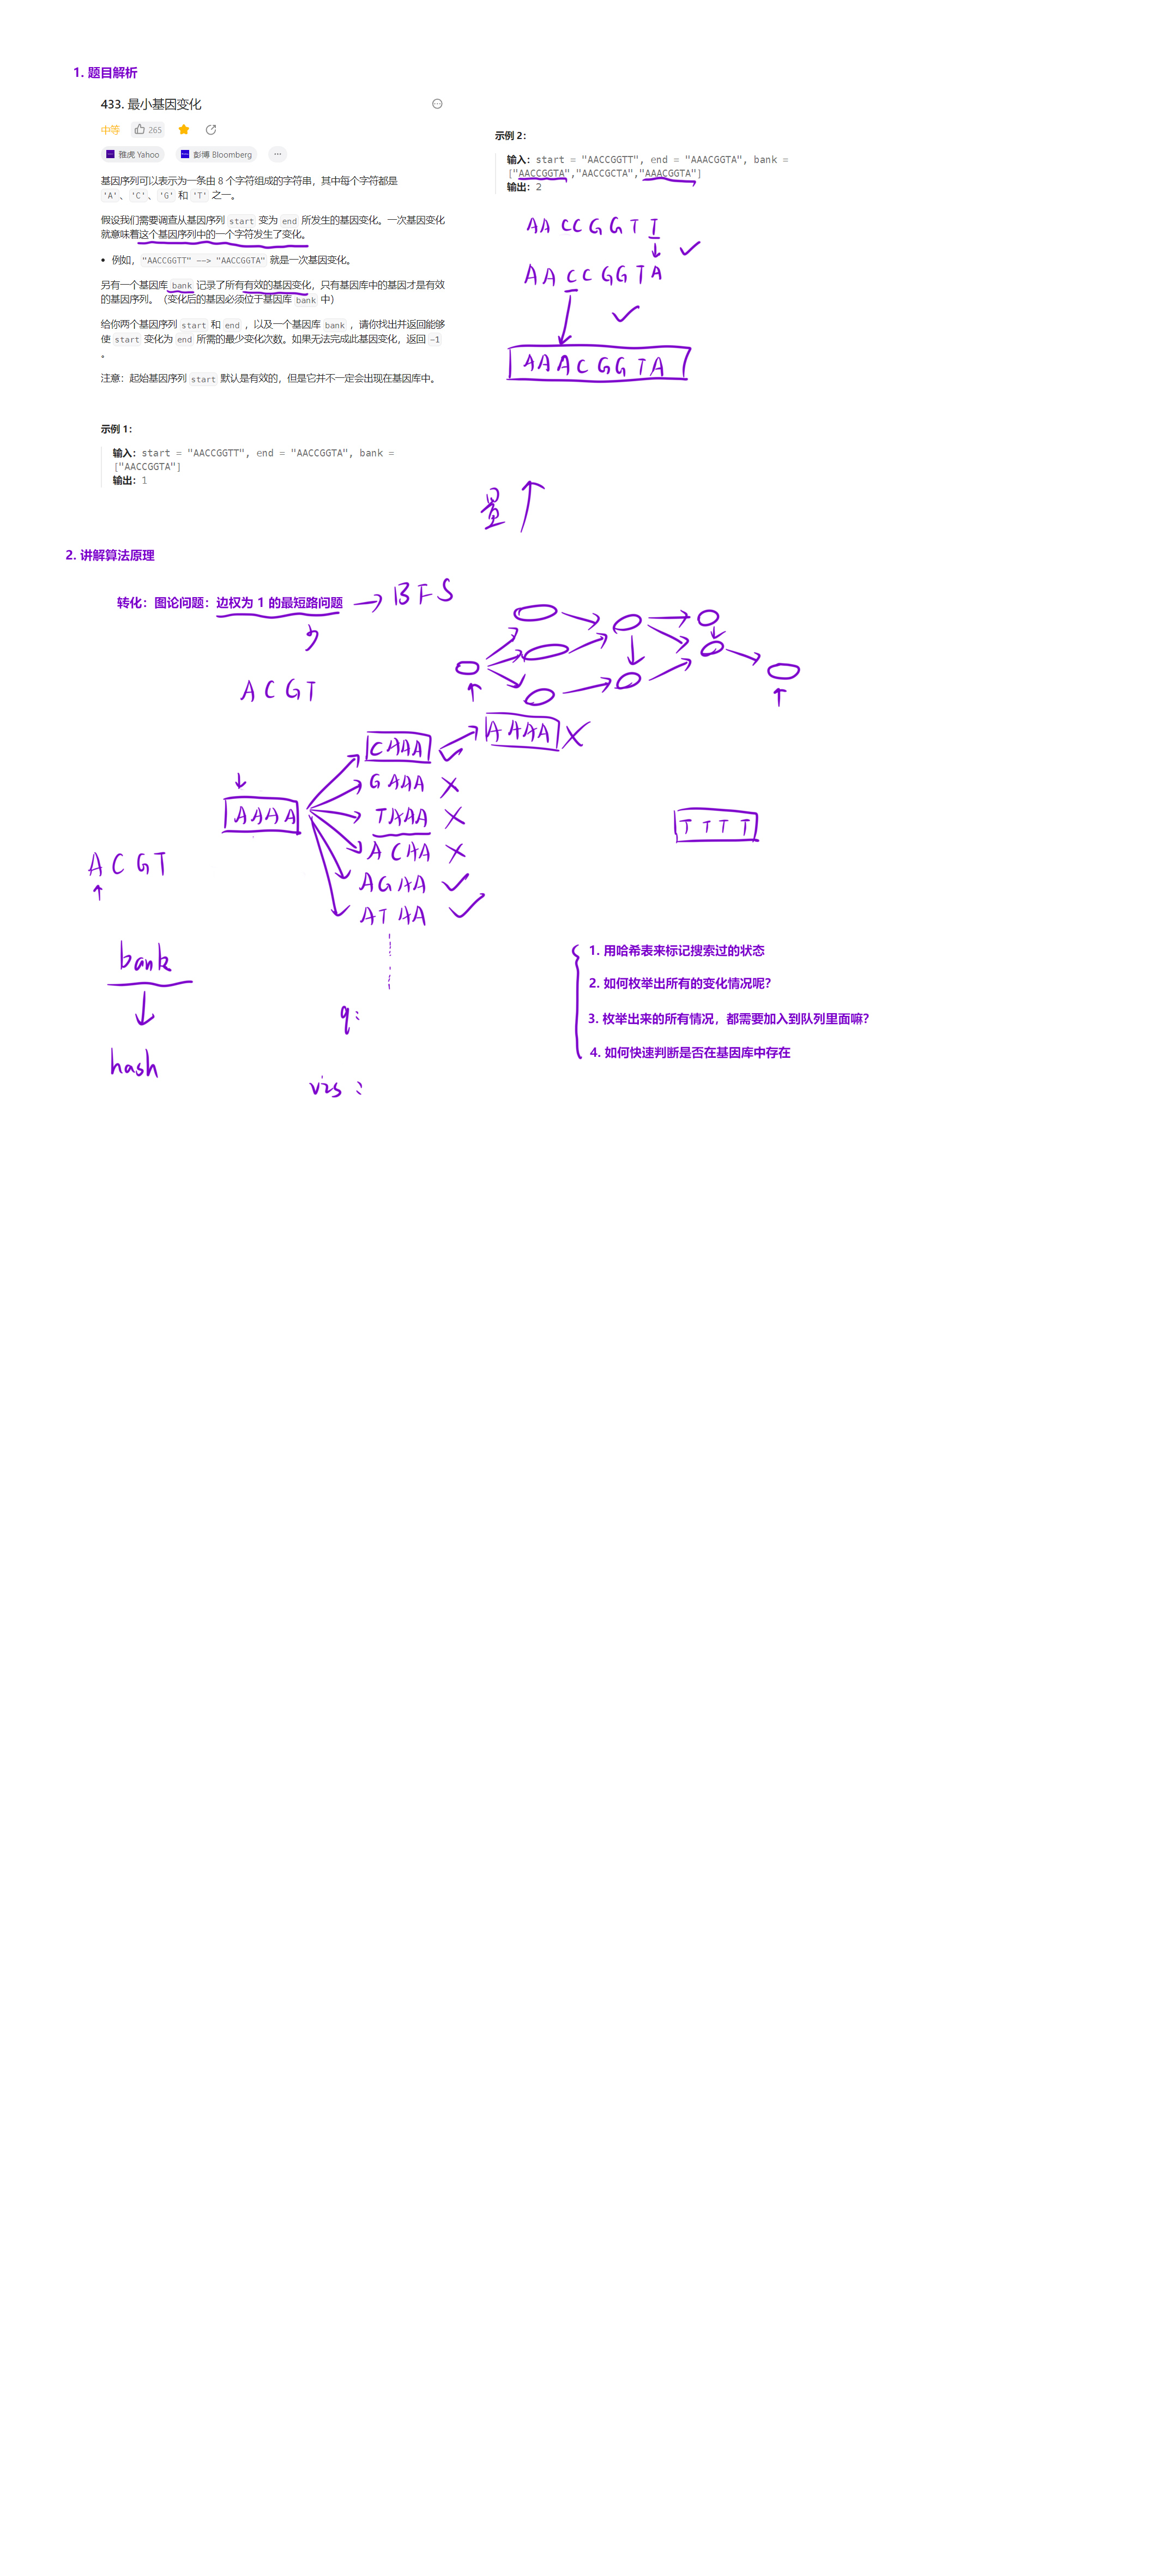 1. 题目解析
433. 最小基因变化
中等 265
雅虎 Yahoo 彭博 Bloomberg
基因序列可以表示为一条由 8 个字符组成的字符串，其中每个字符都是
'A'、'C'、'G' 和 'T' 之一。
假设我们需要调查从基因序列 start 变为 end 所发生的基因变化。一次基因变化
就意味着这个基因序列中的一个字符发生了变化。
• 例如，"AACCGGTT" --> "AACCGGTA" 就是一次基因变化。
另有一个基因库 bank 记录了所有有效的基因变化，只有基因库中的基因才是有效
的基因序列。（变化后的基因必须位于基因库 bank 中）
给你两个基因序列 start 和 end ，以及一个基因库 bank ，请你找出并返回能够
使 start 变化为 end 所需的最少变化次数。如果无法完成此基因变化，返回 -1
。
注意：起始基因序列 start 默认是有效的，但是它并不一定会出现在基因库中。
示例 1：
输入：start = "AACCGGTT", end = "AACCGGTA", bank =
["AACCGGTA"]
输出：1
示例 2：
输入：start = "AACCGGTT", end = "AAACGGTA", bank =
["AACCGGTA","AACCGCTA","AAACGGTA"]
输出：2
AACCGGTT
AACCGGTA
AAACGGTA
量
2. 讲解算法原理
转化：图论问题：边权为 1 的最短路问题 → BFS
ACGT
CAAA
AAAA
GAAA
AAAA
TAAA
TTTT
ACAA
ACGT
AGAA
ATAA
bank
hash
q:
vis:
1. 用哈希表来标记搜索过的状态
2. 如何枚举出所有的变化情况呢？
3. 枚举出来的所有情况，都需要加入到队列里面嘛？
4. 如何快速判断是否在基因库中存在